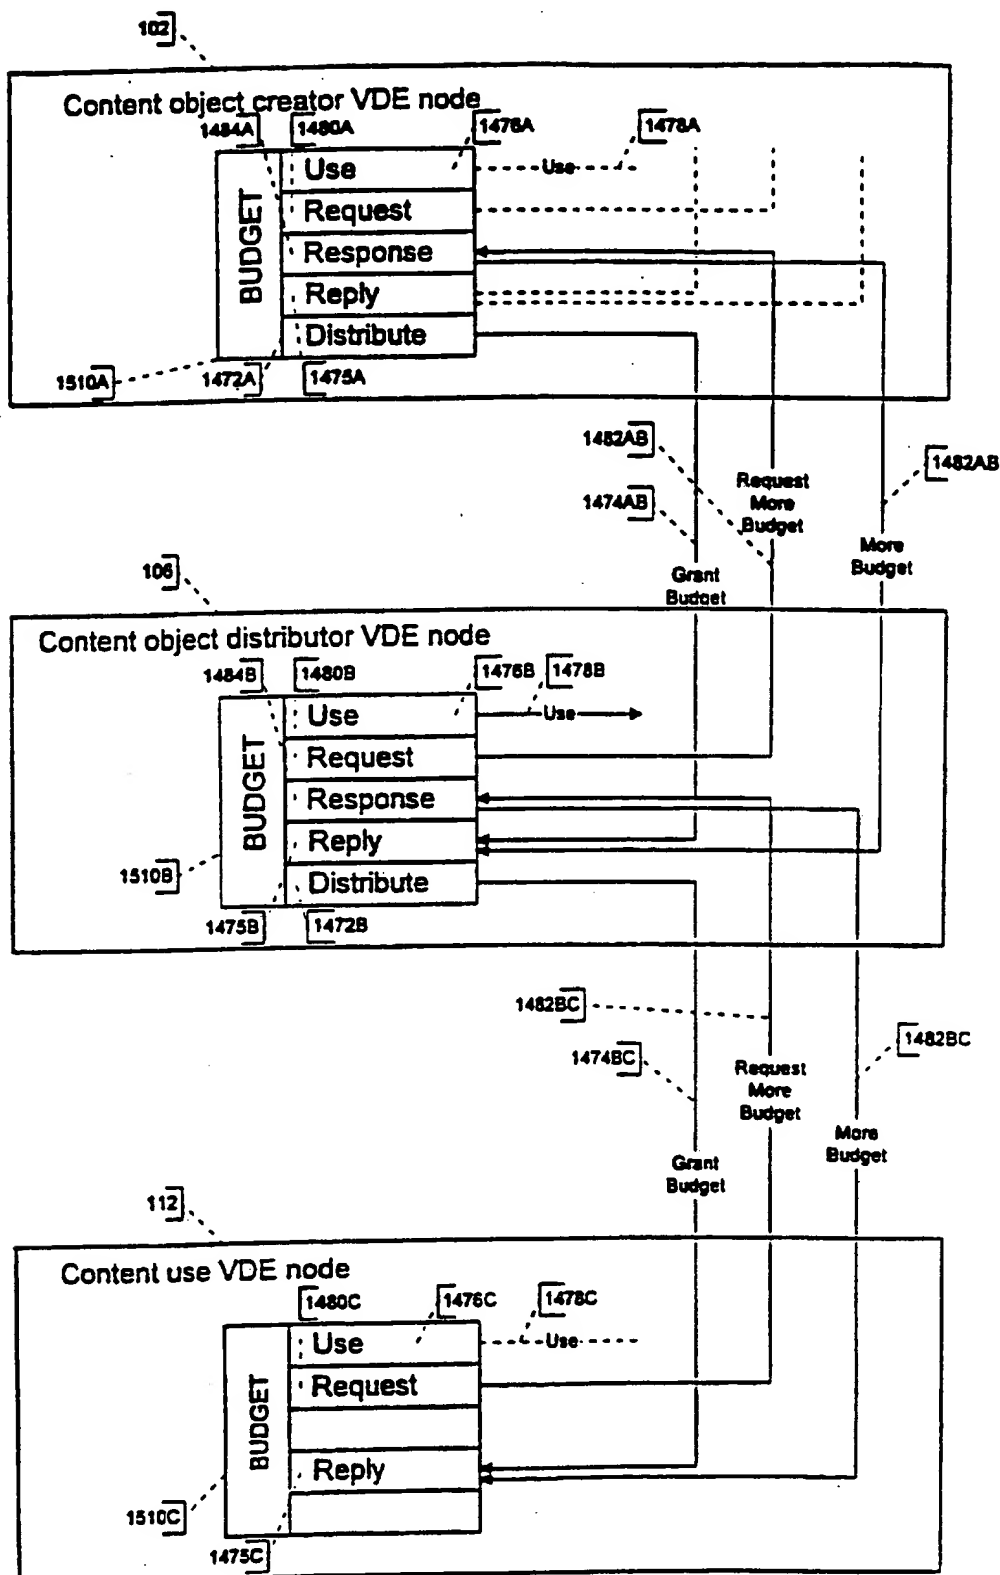 102
Content object creator VDE node
1484A
1480A
1476A
1478A
BUDGET
Use
Use
Request
Response
Reply
Distribute
1510A
1472A
1475A
1482AB
1482AB
1474AB
Request
More
Budget
More
Budget
Grant
Budget
106
Content object distributor VDE node
1484B
1480B
1476B
1478B
BUDGET
Use
Use
Request
Response
Reply
Distribute
1510B
1475B
1472B
1482BC
1482BC
1474BC
Request
More
Budget
More
Budget
Grant
Budget
112
Content use VDE node
1480C
1476C
1478C
BUDGET
Use
Use
Request
Reply
1510C
1475C